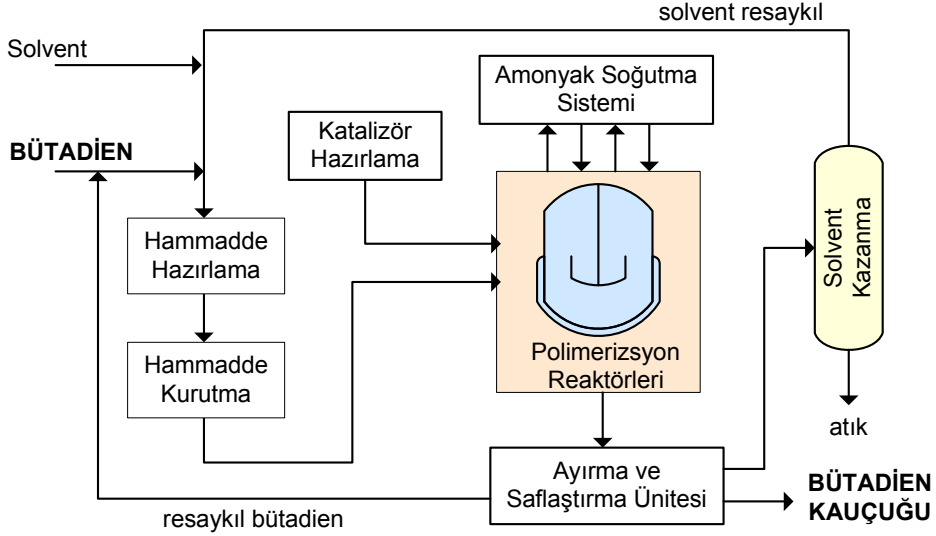 solvent resaykıl
Solvent
Amonyak Soğutma
Sistemi
Katalizör
Hazırlama
BÜTADİEN
Hammadde
Hazırlama
Solvent
Kazanma
Polimerizsyon
Reaktörleri
Hammadde
Kurutma
atık
Ayırma ve
Saflaştırma Ünitesi
BÜTADİEN
KAUÇUĞU
resaykıl bütadien